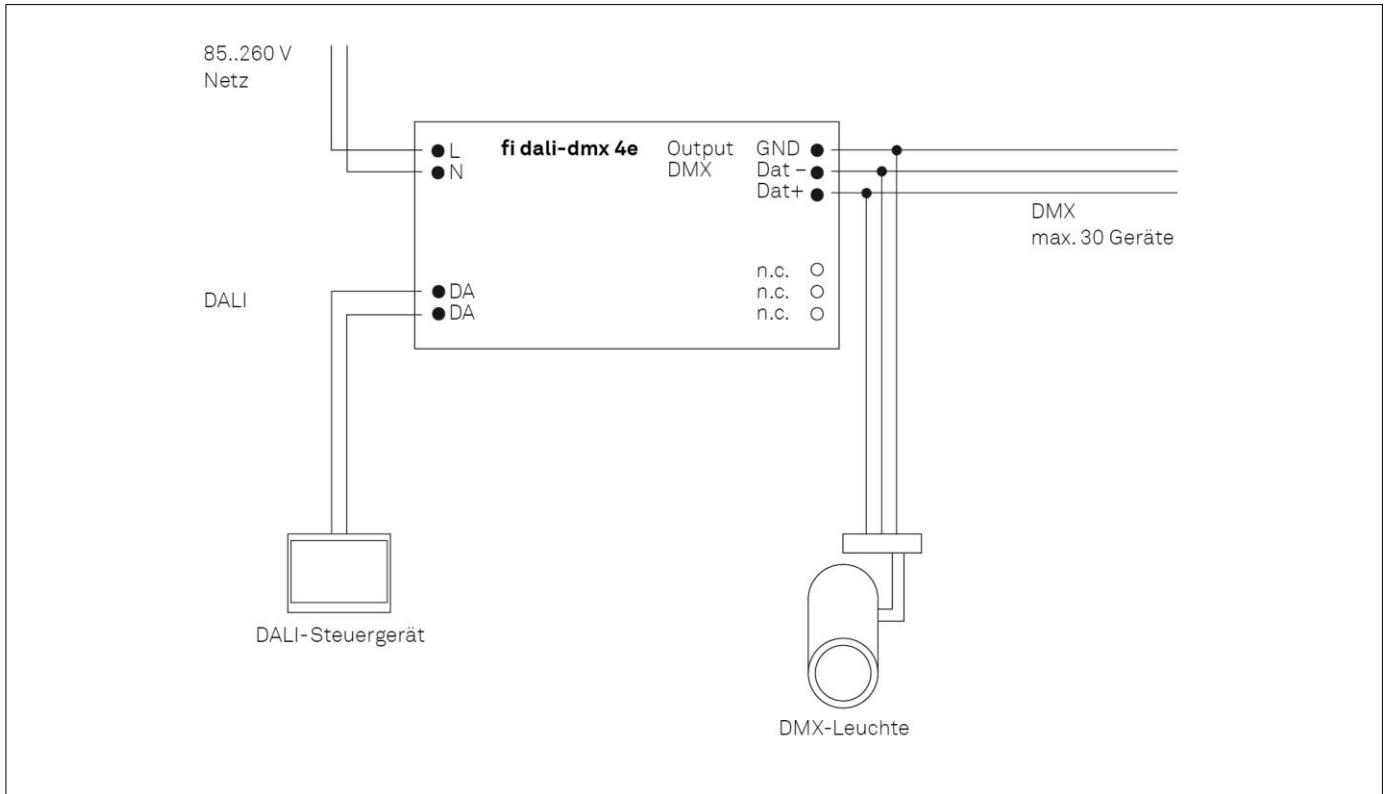 85..260 V
Netz
L
N
fi dali-dmx 4e
Output
DMX
GND
Dat -
Dat+
DMX
max. 30 Geräte
n.c.
n.c.
n.c.
DALI
DA
DA
DALI-Steuergerät
DMX-Leuchte